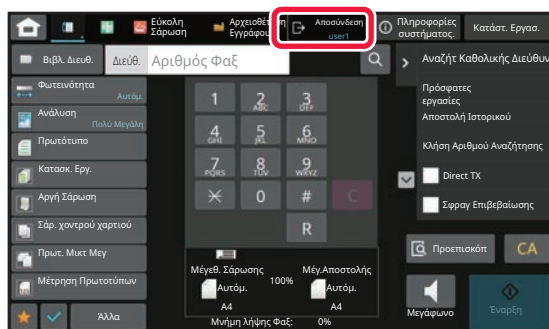 Εύκολη
Σάρωση
Αρχειοθέτ
Εγγράφου
Αποσύνδεση
user1
Πληροφορίες
συστήματος.
Κατάστ. Εργασ.
Βιβλ. Διευθ.
Διεύθ.
Αριθμός Φαξ
Αναζήτ Καθολικής Διεύθυν
Φωτεινότητα
Αυτόμ.
Ανάλυση
Πολύ Μεγάλη
Πρωτότυπο
Κατασκ. Εργ.
Αργή Σάρωση
Σάρ. χοντρού χαρτιού
Πρωτ. Μικτ Μεγ
Μέτρηση Πρωτοτύπων
Άλλα
1
2 ABC
3 DEF
4 GHI
5 JKL
6 MNO
7 PQRS
8 TUV
9 WXYZ
0
#
C
R
Μέγεθ. Σάρωσης
100%
Μέγ.Αποστολής
Αυτόμ.
Αυτόμ.
A4
A4
Μνήμη λήψης Φαξ: 0%
Πρόσφατες
εργασίες
Αποστολή Ιστορικού
Κλήση Αριθμού Αναζήτησης
Direct TX
Σφραγ Επιβεβαίωσης
Προεπισκόπ
CA
Μεγάφωνο
Έναρξη